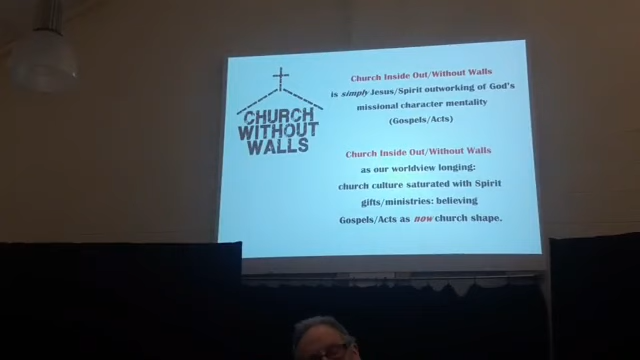 CHURCH
WITHOUT
WALLS
Church Inside Out/Without Walls
is simply Jesus/Spirit outworking of God's
missional character mentality
(Gospels/Acts)
Church Inside Out/Without Walls
as our worldview longing:
church culture saturated with Spirit
gifts/ministries: believing
Gospels/Acts as now church shape.